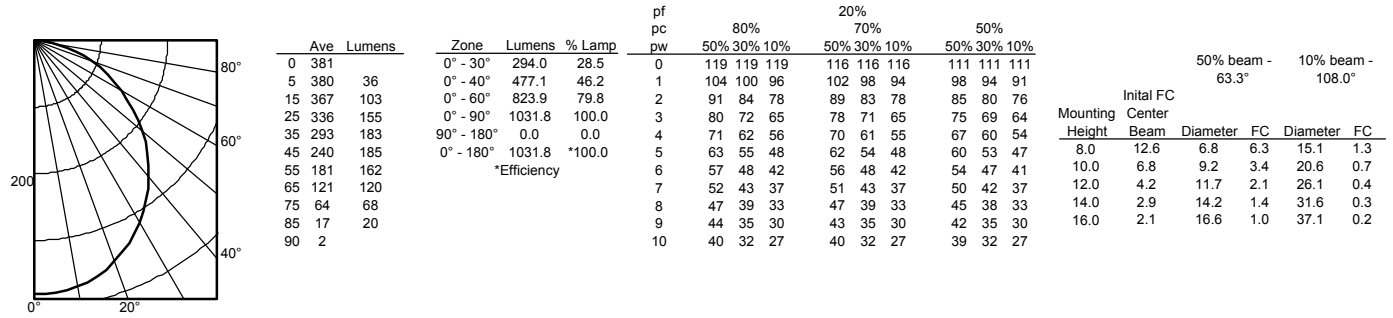 80°
60°
200
40°
0° 20°
Ave Lumens
0 381
5 380 36
15 367 103
25 336 155
35 293 183
45 240 185
55 181 162
65 121 120
75 64 68
85 17 20
90 2
Zone Lumens % Lamp
0° - 30° 294.0 28.5
0° - 40° 477.1 46.2
0° - 60° 823.9 79.8
0° - 90° 1031.8 100.0
90° - 180° 0.0 0.0
0° - 180° 1031.8 *100.0
*Efficiency
pf 20%
pc 80% 70% 50%
pw 50% 30% 10% 50% 30% 10% 50% 30% 10%
0 119 119 119 116 116 116 111 111 111
1 104 100 96 102 98 94 98 94 91
2 91 84 78 89 83 78 85 80 76
3 80 72 65 78 71 65 75 69 64
4 71 62 56 70 61 55 67 60 54
5 63 55 48 62 54 48 60 53 47
6 57 48 42 56 48 42 54 47 41
7 52 43 37 51 43 37 50 42 37
8 47 39 33 47 39 33 45 38 33
9 44 35 30 43 35 30 42 35 30
10 40 32 27 40 32 27 39 32 27
50% beam - 10% beam -
63.3° 108.0°
Inital FC
Mounting Center
Height Beam Diameter FC Diameter FC
8.0 12.6 6.8 6.3 15.1 1.3
10.0 6.8 9.2 3.4 20.6 0.7
12.0 4.2 11.7 2.1 26.1 0.4
14.0 2.9 14.2 1.4 31.6 0.3
16.0 2.1 16.6 1.0 37.1 0.2